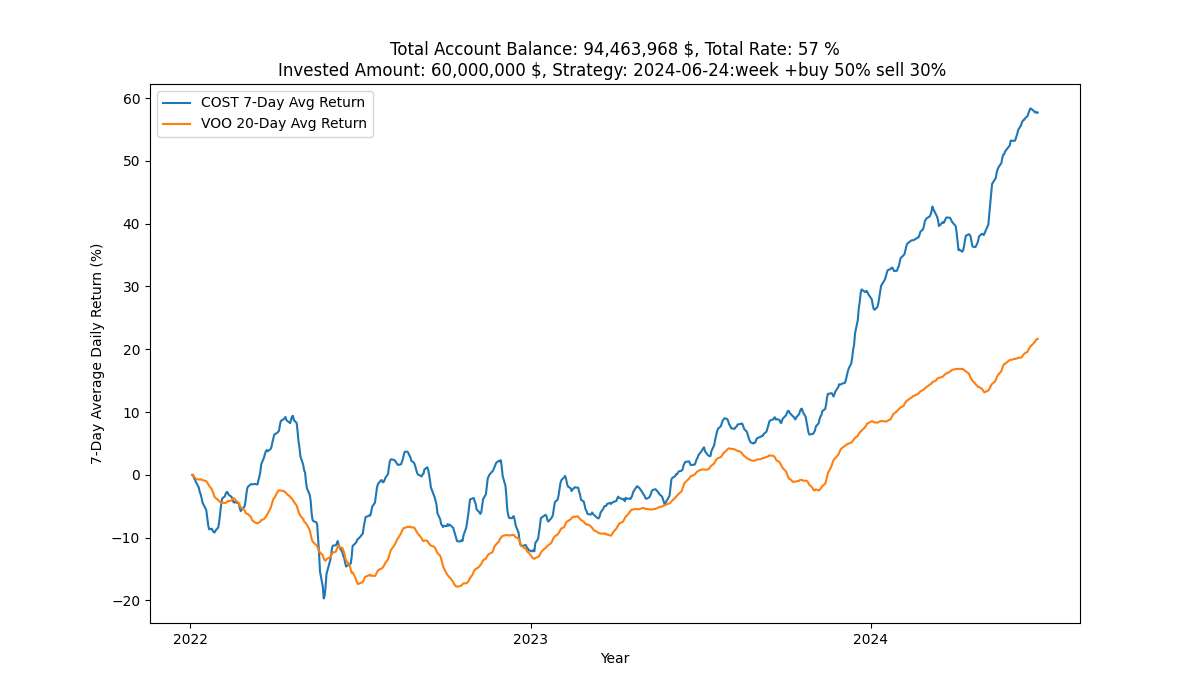 Total Account Balance: 94,463,968 $, Total Rate: 57 %
Invested Amount: 60,000,000 $, Strategy: 2024-06-24:week +buy 50% sell 30%
COST 7-Day Avg Return
VOO 20-Day Avg Return
7-Day Average Daily Return (%)
60
50
40
30
20
10
0
−10
−20
2022
2023
2024
Year